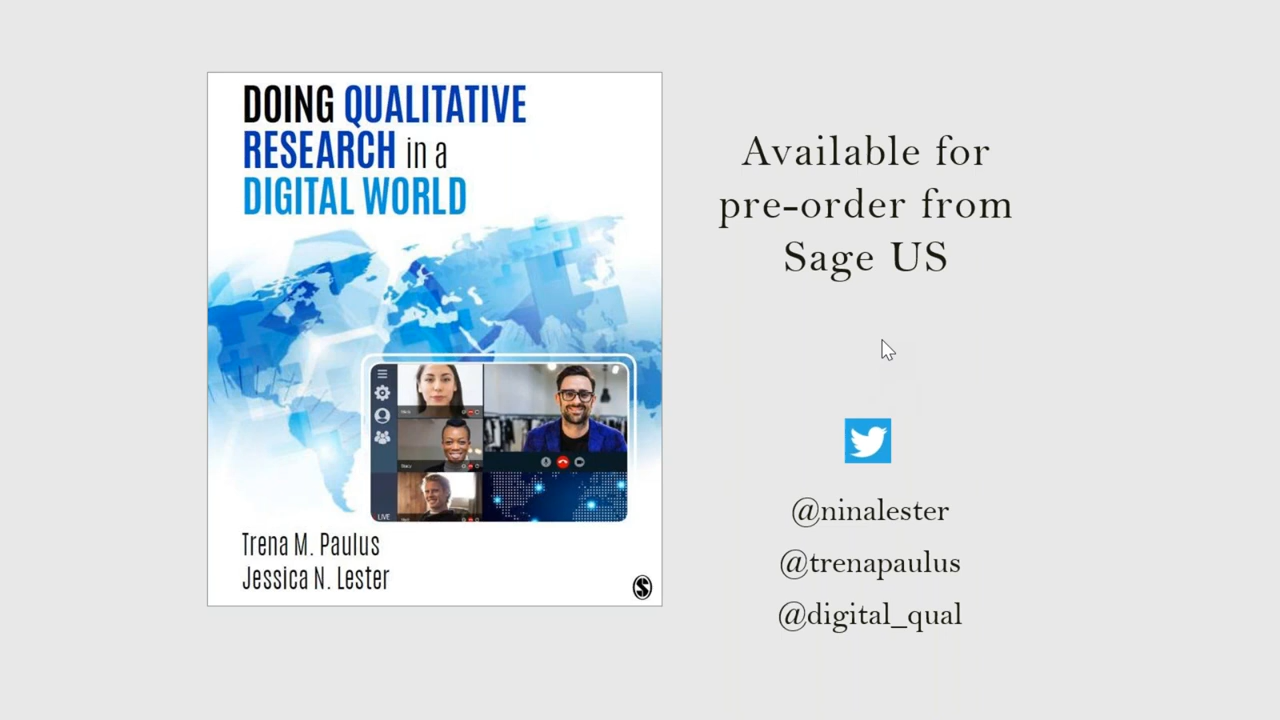 DOING QUALITATIVE
RESEARCH in a
DIGITAL WORLD
LIVE
Trena M. Paulus
Jessica N. Lester
S
Available for
pre-order from
Sage US
@ninalester
@trenapaulus
@digital_qual